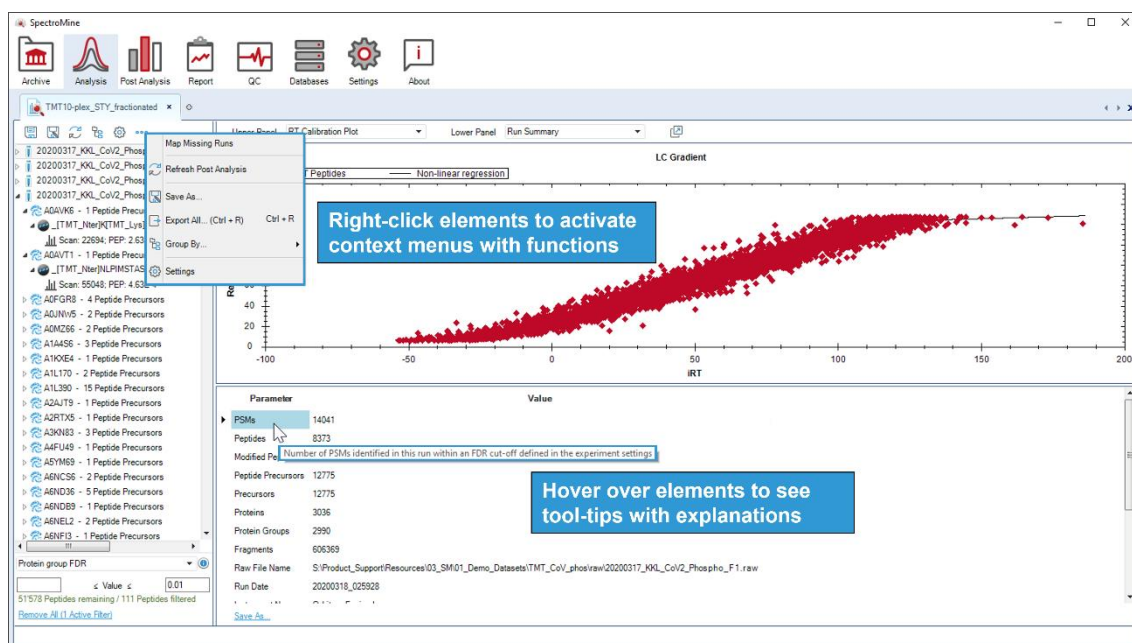 SpectroMine
Archive Analysis Post Analysis Report QC Databases Settings About
TMT10-plex_STY_fractionated
Upper Panel RT Calibration Plot Lower Panel Run Summary
20200317_KKL_CoV2_Phosp
20200317_KKL_CoV2_Phosp
20200317_KKL_CoV2_Phosp
20200317_KKL_CoV2_Phosp
A0AVK6 - 1 Peptide Precu
_[TMT_Nter]K[TMT_Lys]
Scan: 22694; PEP: 2.63
A0AVT1 - 1 Peptide Precu
_[TMT_Nter]NLPIMSTAS
Scan: 55048; PEP: 4.63E-4
A0FGR8 - 4 Peptide Precursors
A0JNW5 - 2 Peptide Precursors
A0MZ66 - 2 Peptide Precursors
A1A4S6 - 3 Peptide Precursors
A1KXE4 - 1 Peptide Precursors
A1L170 - 2 Peptide Precursors
A1L390 - 15 Peptide Precursors
A2AJT9 - 1 Peptide Precursors
A2RTX5 - 1 Peptide Precursors
A3KN83 - 3 Peptide Precursors
A4FU49 - 1 Peptide Precursors
A5YM69 - 1 Peptide Precursors
A6NCS6 - 2 Peptide Precursors
A6ND36 - 5 Peptide Precursors
A6NDB9 - 1 Peptide Precursors
A6NEL2 - 2 Peptide Precursors
A6NFI3 - 1 Peptide Precursors
Protein group FDR
≤ Value ≤ 0.01
51'578 Peptides remaining / 111 Peptides filtered
Remove All (1 Active Filter)
Map Missing Runs
Refresh Post Analysis
Save As...
Export All... (Ctrl + R) Ctrl + R
Group By...
Settings
LC Gradient
Peptides Non-linear regression
Right-click elements to activate
context menus with functions
40
20
0
-100 -50 0 50 100 150 200
iRT
Parameter Value
PSMs 14041
Peptides 8373
Modified Pe
Number of PSMs identified in this run within an FDR cut-off defined in the experiment settings
Peptide Precursors 12775
Precursors 12775
Proteins 3036
Protein Groups 2990
Fragments 606369
Raw File Name S:\Product_Support\Resources\03_SM\01_Demo_Datasets\TMT_CoV_phos\raw\20200317_KKL_CoV2_Phospho_F1.raw
Run Date 20200318_025928
Hover over elements to see
tool-tips with explanations
Save As...